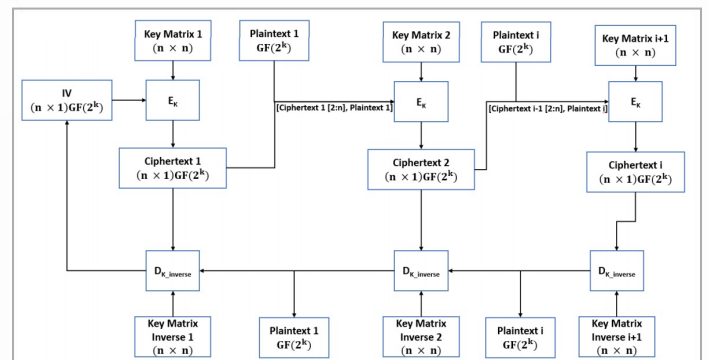 Key Matrix 1
(n × n)
Plaintext 1
GF(2^k)
Key Matrix 2
(n × n)
Plaintext i
GF(2^k)
Key Matrix i+1
(n × n)
IV
(n × 1)GF(2^k)
E_K
[Ciphertext 1 [2:n], Plaintext 1]
E_K
[Ciphertext i-1 [2:n], Plaintext i]
E_K
Ciphertext 1
(n × 1)GF(2^k)
Ciphertext 2
(n × 1)GF(2^k)
Ciphertext i
(n × 1)GF(2^k)
D_K_inverse
D_K_inverse
D_K_inverse
Key Matrix
Inverse 1
(n × n)
Plaintext 1
GF(2^k)
Key Matrix
Inverse 2
(n × n)
Plaintext i
GF(2^k)
Key Matrix
Inverse i+1
(n × n)